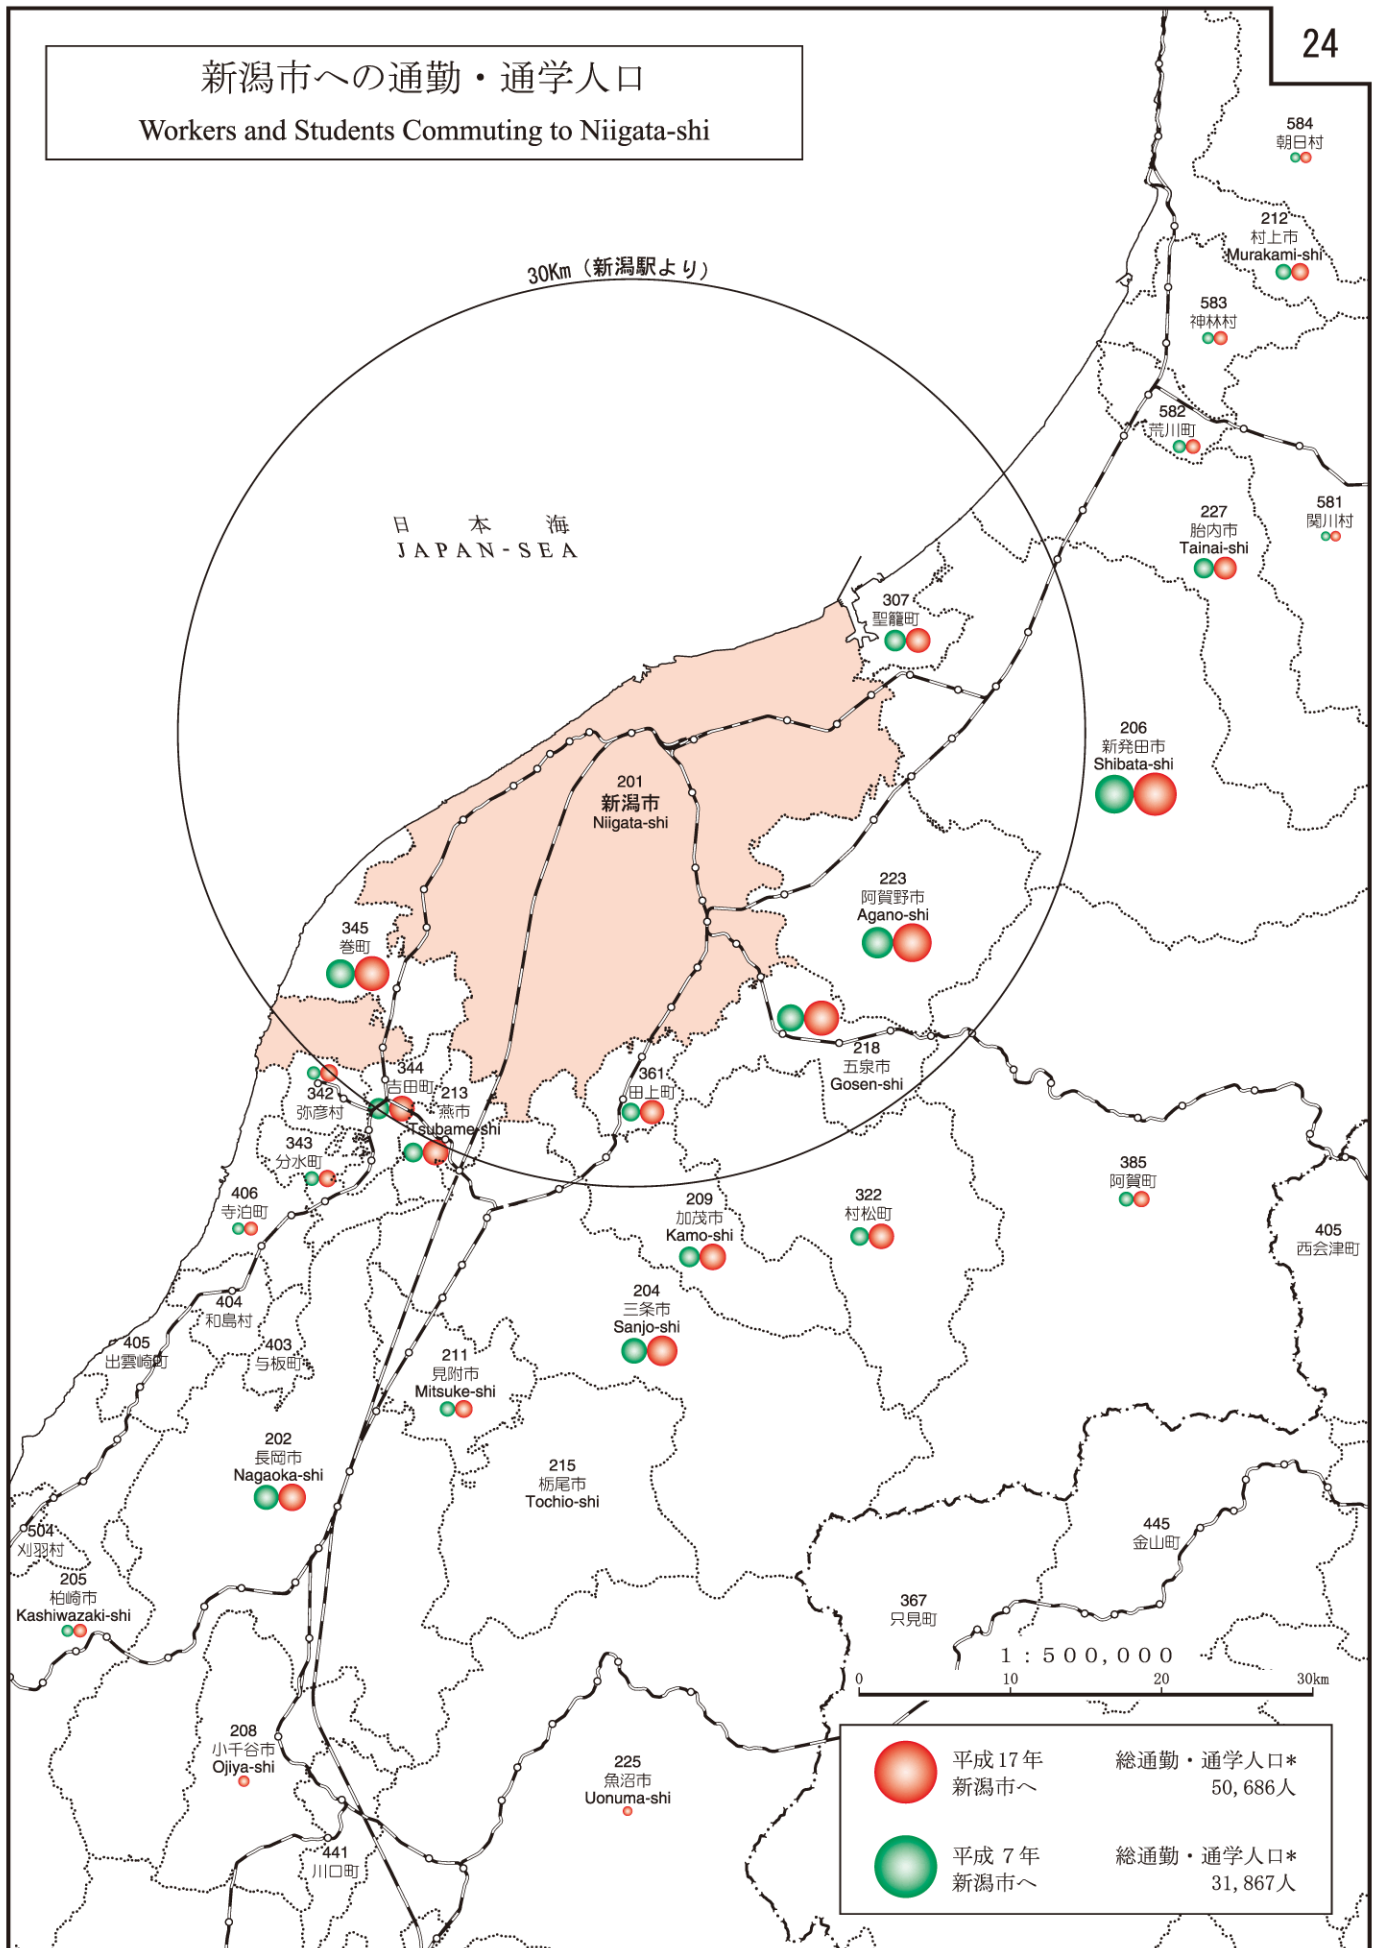 24
新潟市への通勤・通学人口
Workers and Students Commuting to Niigata-shi
584
朝日村
212
村上市
Murakami-shi
30Km（新潟駅より）
583
神林村
582
荒川町
581
関川村
227
胎内市
Tainai-shi
日本海
JAPAN-SEA
307
聖籠町
206
新発田市
Shibata-shi
201
新潟市
Niigata-shi
223
阿賀野市
Agano-shi
345
巻町
218
五泉市
Gosen-shi
344
吉田町
213
燕市
Tsubame-shi
361
田上町
342
弥彦村
343
分水町
406
寺泊町
385
阿賀町
209
加茂市
Kamo-shi
322
村松町
405
西会津町
404
和島村
204
三条市
Sanjo-shi
405
出雲崎町
403
与板町
211
見附市
Mitsuke-shi
202
長岡市
Nagaoka-shi
215
栃尾市
Tochio-shi
504
刈羽村
445
金山町
205
柏崎市
Kashiwazaki-shi
367
只見町
1：500,000
0 10 20 30km
208
小千谷市
Ojiya-shi
225
魚沼市
Uonuma-shi
441
川口町
平成17年 総通勤・通学人口*
新潟市へ 50,686人
平成 7年 総通勤・通学人口*
新潟市へ 31,867人